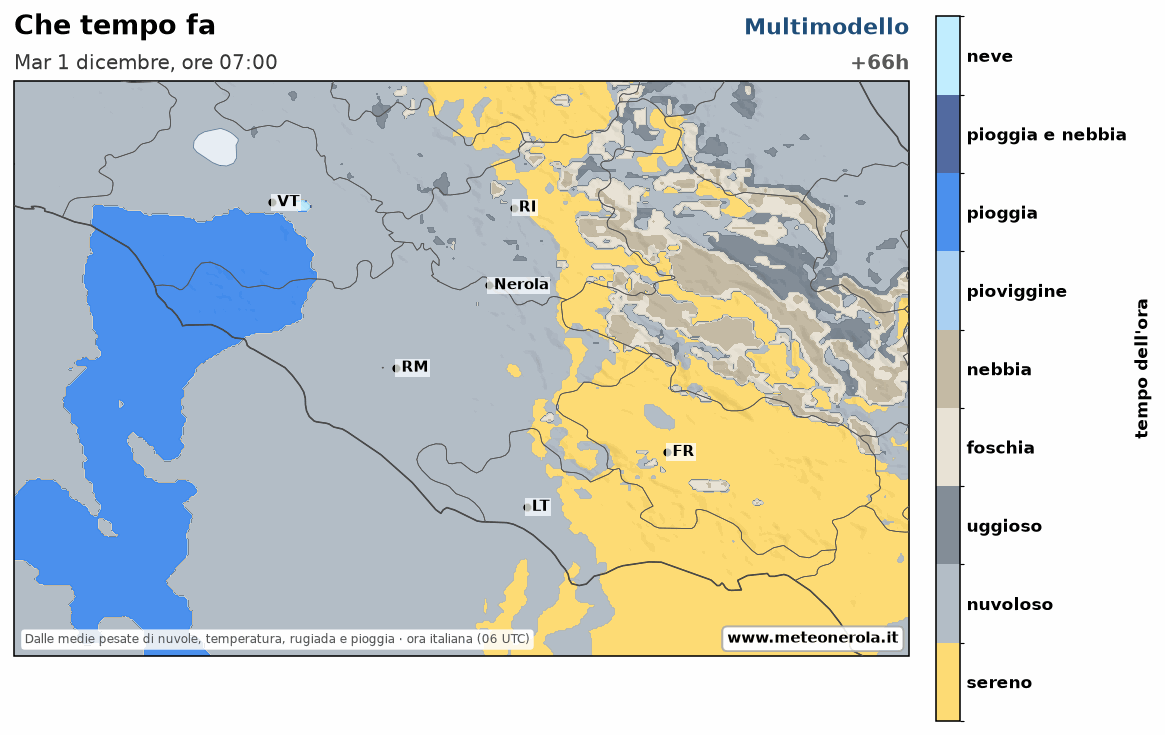 Che tempo fa
Multimodello
Mar 1 dicembre, ore 07:00
+66h
neve
pioggia e nebbia
pioggia
pioviggine
nebbia
foschia
uggioso
nuvoloso
sereno
tempo dell'ora
VT
RI
Nerola
RM
FR
LT
Dalle medie pesate di nuvole, temperatura, rugiada e pioggia · ora italiana (06 UTC)
www.meteonerola.it